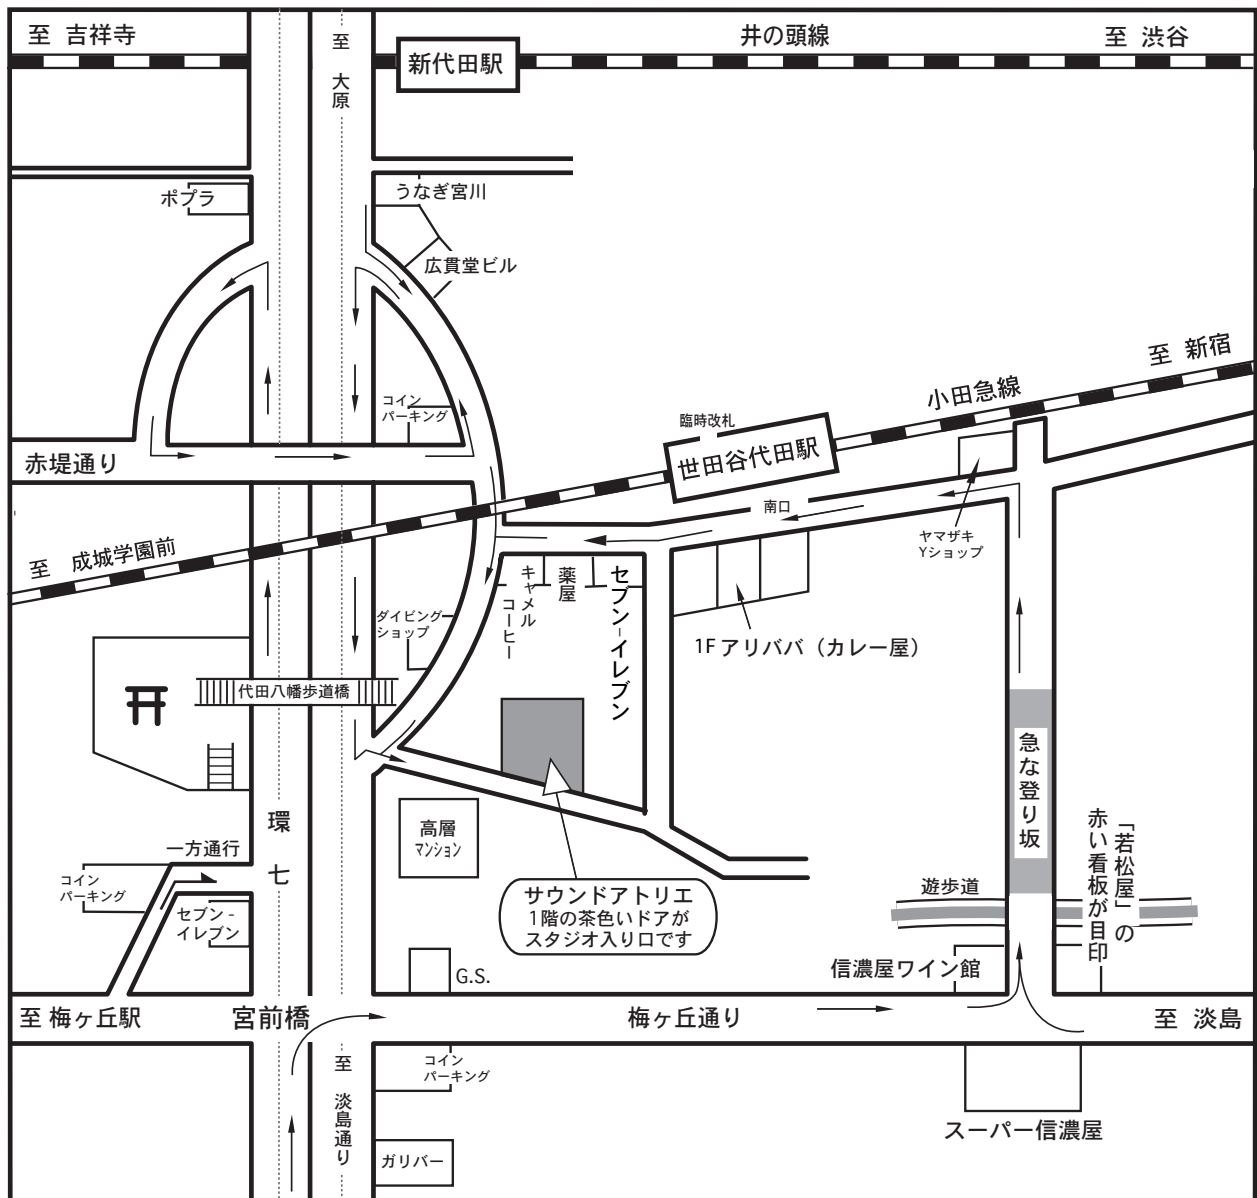 至 吉祥寺
至 大原
新代田駅
井の頭線
至 渋谷
ポプラ
うなぎ宮川
広貫堂ビル
至 新宿
小田急線
コイン
パーキング
臨時改札
世田谷代田駅
赤堤通り
南口
ヤマザキ
Yショップ
至 成城学園前
キャメル
コーヒー
薬屋
セブン-イレブン
ダイビング
ショップ
1F アリババ（カレー屋）
代田八幡歩道橋
急な登り坂
環七
高層
マンション
一方通行
コイン
パーキング
セブン -
イレブン
サウンドアトリエ
1階の茶色いドアが
スタジオ入り口です
遊歩道
「若松屋」の
赤い看板が目印
信濃屋ワイン館
G.S.
至 梅ヶ丘駅
宮前橋
梅ヶ丘通り
至 淡島
至 淡島通り
コイン
パーキング
ガリバー
スーパー信濃屋